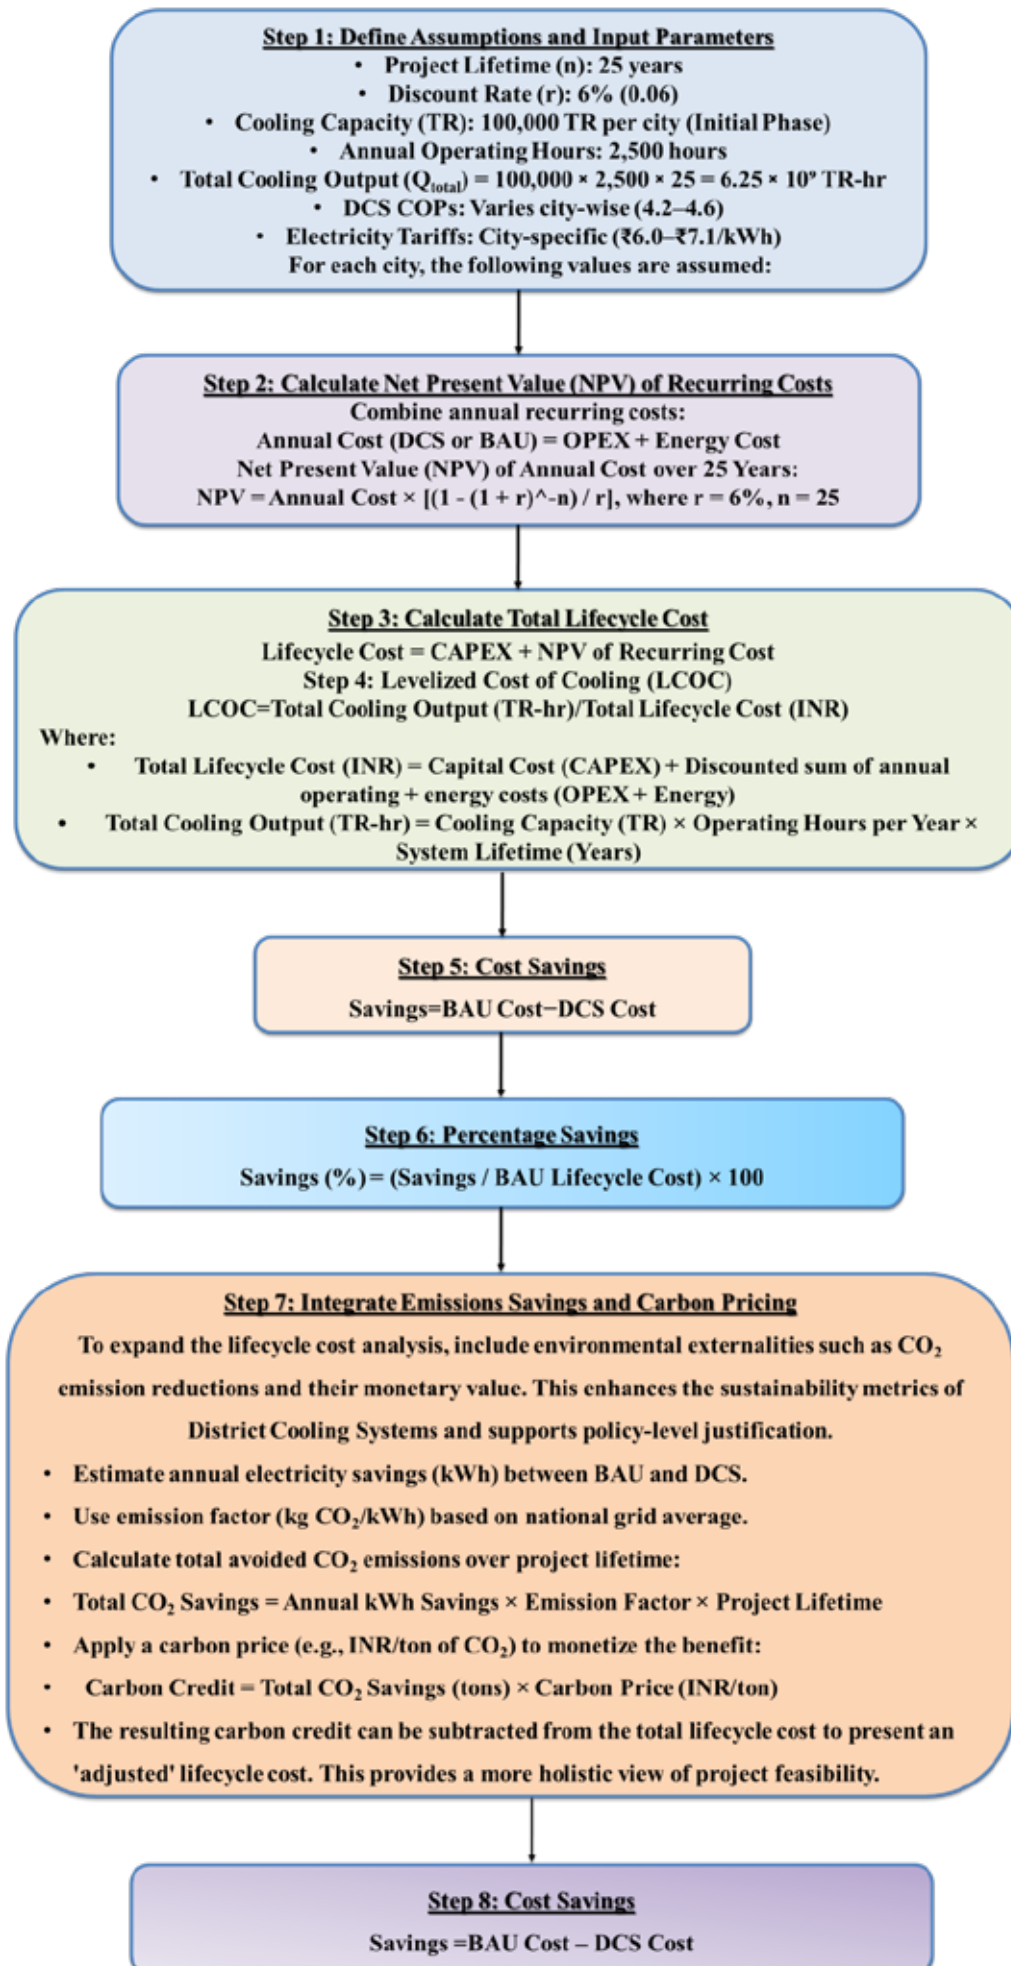 Step 1: Define Assumptions and Input Parameters
• Project Lifetime (n): 25 years
• Discount Rate (r): 6% (0.06)
• Cooling Capacity (TR): 100,000 TR per city (Initial Phase)
• Annual Operating Hours: 2,500 hours
• Total Cooling Output (Qtotal) = 100,000 × 2,500 × 25 = 6.25 × 10⁹ TR-hr
• DCS COPs: Varies city-wise (4.2–4.6)
• Electricity Tariffs: City-specific (₹6.0–₹7.1/kWh)
For each city, the following values are assumed:
Step 2: Calculate Net Present Value (NPV) of Recurring Costs
Combine annual recurring costs:
Annual Cost (DCS or BAU) = OPEX + Energy Cost
Net Present Value (NPV) of Annual Cost over 25 Years:
NPV = Annual Cost × [(1 - (1 + r)^-n) / r], where r = 6%, n = 25
Step 3: Calculate Total Lifecycle Cost
Lifecycle Cost = CAPEX + NPV of Recurring Cost
Step 4: Levelized Cost of Cooling (LCOC)
LCOC=Total Cooling Output (TR-hr)/Total Lifecycle Cost (INR)
Where:
• Total Lifecycle Cost (INR) = Capital Cost (CAPEX) + Discounted sum of annual
operating + energy costs (OPEX + Energy)
• Total Cooling Output (TR-hr) = Cooling Capacity (TR) × Operating Hours per Year ×
System Lifetime (Years)
Step 5: Cost Savings
Savings=BAU Cost−DCS Cost
Step 6: Percentage Savings
Savings (%) = (Savings / BAU Lifecycle Cost) × 100
Step 7: Integrate Emissions Savings and Carbon Pricing
To expand the lifecycle cost analysis, include environmental externalities such as CO₂
emission reductions and their monetary value. This enhances the sustainability metrics of
District Cooling Systems and supports policy-level justification.
• Estimate annual electricity savings (kWh) between BAU and DCS.
• Use emission factor (kg CO₂/kWh) based on national grid average.
• Calculate total avoided CO₂ emissions over project lifetime:
• Total CO₂ Savings = Annual kWh Savings × Emission Factor × Project Lifetime
• Apply a carbon price (e.g., INR/ton of CO₂) to monetize the benefit:
• Carbon Credit = Total CO₂ Savings (tons) × Carbon Price (INR/ton)
• The resulting carbon credit can be subtracted from the total lifecycle cost to present an
'adjusted' lifecycle cost. This provides a more holistic view of project feasibility.
Step 8: Cost Savings
Savings =BAU Cost – DCS Cost